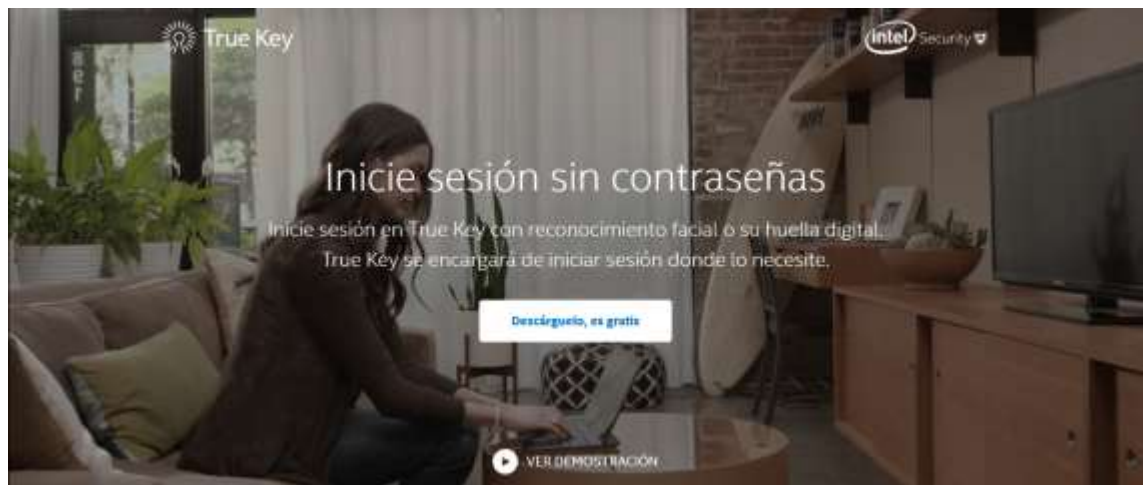 True Key
intel Security
Inicie sesión sin contraseñas
Inicie sesión en True Key con reconocimiento facial o su huella digital.
True Key se encargará de iniciar sesión donde lo necesite.
Descárguelo, es gratis
VER DEMOSTRACIÓN